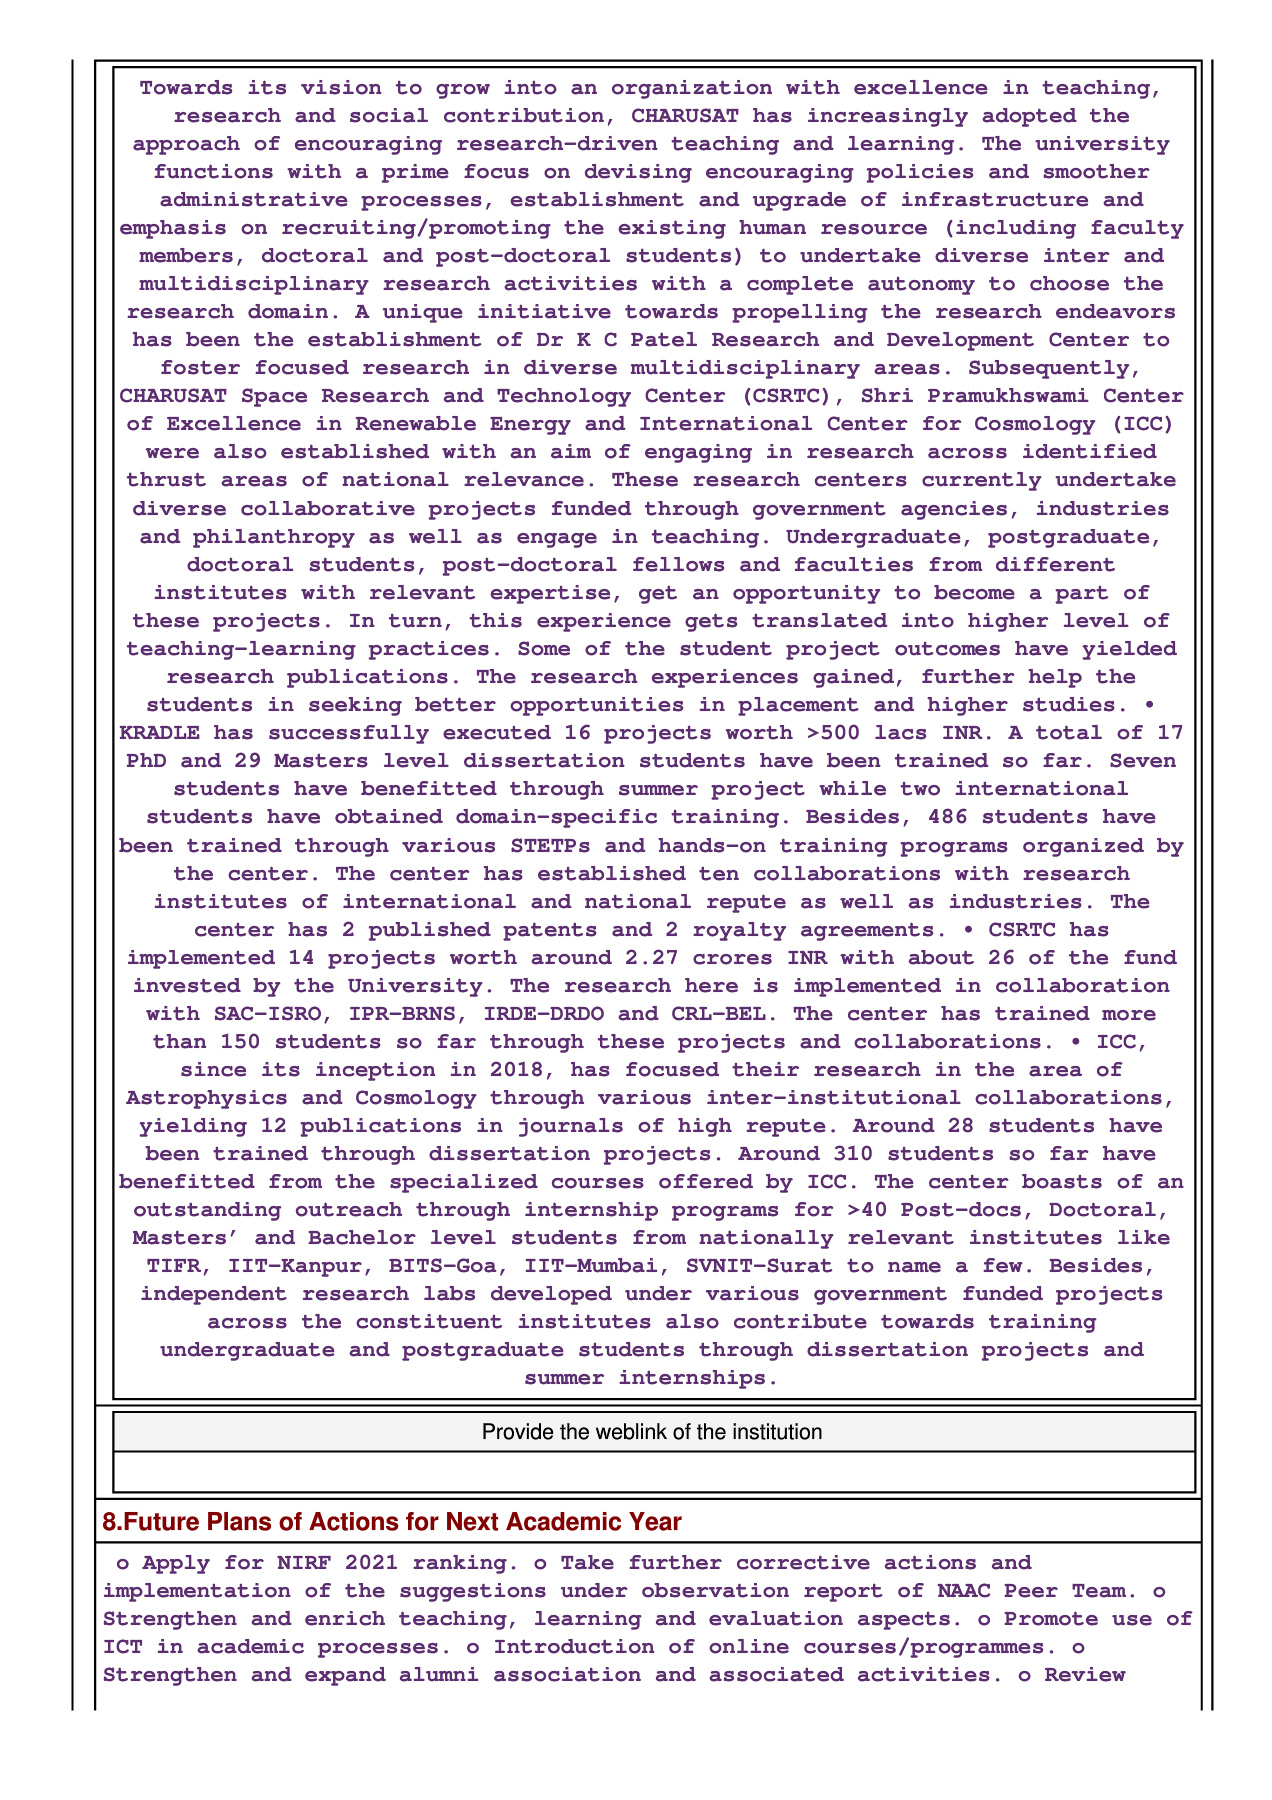 Towards its vision to grow into an organization with excellence in teaching,
research and social contribution, CHARUSAT has increasingly adopted the
approach of encouraging research-driven teaching and learning. The university
functions with a prime focus on devising encouraging policies and smoother
administrative processes, establishment and upgrade of infrastructure and
emphasis on recruiting/promoting the existing human resource (including faculty
members, doctoral and post-doctoral students) to undertake diverse inter and
multidisciplinary research activities with a complete autonomy to choose the
research domain. A unique initiative towards propelling the research endeavors
has been the establishment of Dr K C Patel Research and Development Center to
foster focused research in diverse multidisciplinary areas. Subsequently,
CHARUSAT Space Research and Technology Center (CSRTC), Shri Pramukhswami Center
of Excellence in Renewable Energy and International Center for Cosmology (ICC)
were also established with an aim of engaging in research across identified
thrust areas of national relevance. These research centers currently undertake
diverse collaborative projects funded through government agencies, industries
and philanthropy as well as engage in teaching. Undergraduate, postgraduate,
doctoral students, post-doctoral fellows and faculties from different
institutes with relevant expertise, get an opportunity to become a part of
these projects. In turn, this experience gets translated into higher level of
teaching-learning practices. Some of the student project outcomes have yielded
research publications. The research experiences gained, further help the
students in seeking better opportunities in placement and higher studies. •
KRADLE has successfully executed 16 projects worth >500 lacs INR. A total of 17
PhD and 29 Masters level dissertation students have been trained so far. Seven
students have benefitted through summer project while two international
students have obtained domain-specific training. Besides, 486 students have
been trained through various STETPs and hands-on training programs organized by
the center. The center has established ten collaborations with research
institutes of international and national repute as well as industries. The
center has 2 published patents and 2 royalty agreements. • CSRTC has
implemented 14 projects worth around 2.27 crores INR with about 26 of the fund
invested by the University. The research here is implemented in collaboration
with SAC-ISRO, IPR-BRNS, IRDE-DRDO and CRL-BEL. The center has trained more
than 150 students so far through these projects and collaborations. • ICC,
since its inception in 2018, has focused their research in the area of
Astrophysics and Cosmology through various inter-institutional collaborations,
yielding 12 publications in journals of high repute. Around 28 students have
been trained through dissertation projects. Around 310 students so far have
benefitted from the specialized courses offered by ICC. The center boasts of an
outstanding outreach through internship programs for >40 Post-docs, Doctoral,
Masters’ and Bachelor level students from nationally relevant institutes like
TIFR, IIT-Kanpur, BITS-Goa, IIT-Mumbai, SVNIT-Surat to name a few. Besides,
independent research labs developed under various government funded projects
across the constituent institutes also contribute towards training
undergraduate and postgraduate students through dissertation projects and
summer internships.
Provide the weblink of the institution
8.Future Plans of Actions for Next Academic Year
o Apply for NIRF 2021 ranking. o Take further corrective actions and
implementation of the suggestions under observation report of NAAC Peer Team. o
Strengthen and enrich teaching, learning and evaluation aspects. o Promote use of
ICT in academic processes. o Introduction of online courses/programmes. o
Strengthen and expand alumni association and associated activities. o Review